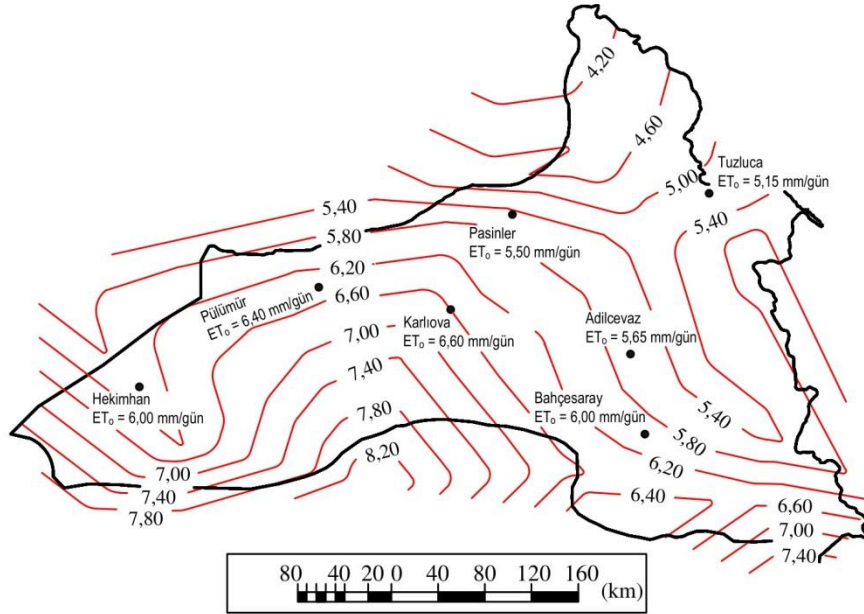 4,20
4,60
Tuzluca
ETₒ = 5,15 mm/gün
5,00
5,40
5,40
5,80
Pasinler
ETₒ = 5,50 mm/gün
6,20
Pülümür
ETₒ = 6,40 mm/gün
6,60
7,00
Karlıova
ETₒ = 6,60 mm/gün
Adilcevaz
ETₒ = 5,65 mm/gün
7,40
Hekimhan
ETₒ = 6,00 mm/gün
Bahçesaray
ETₒ = 6,00 mm/gün
5,40
7,80
5,80
8,20
6,20
7,00
7,40
7,80
6,40
6,60
7,00
7,40
80 40 20 0 40 80 120 160 (km)